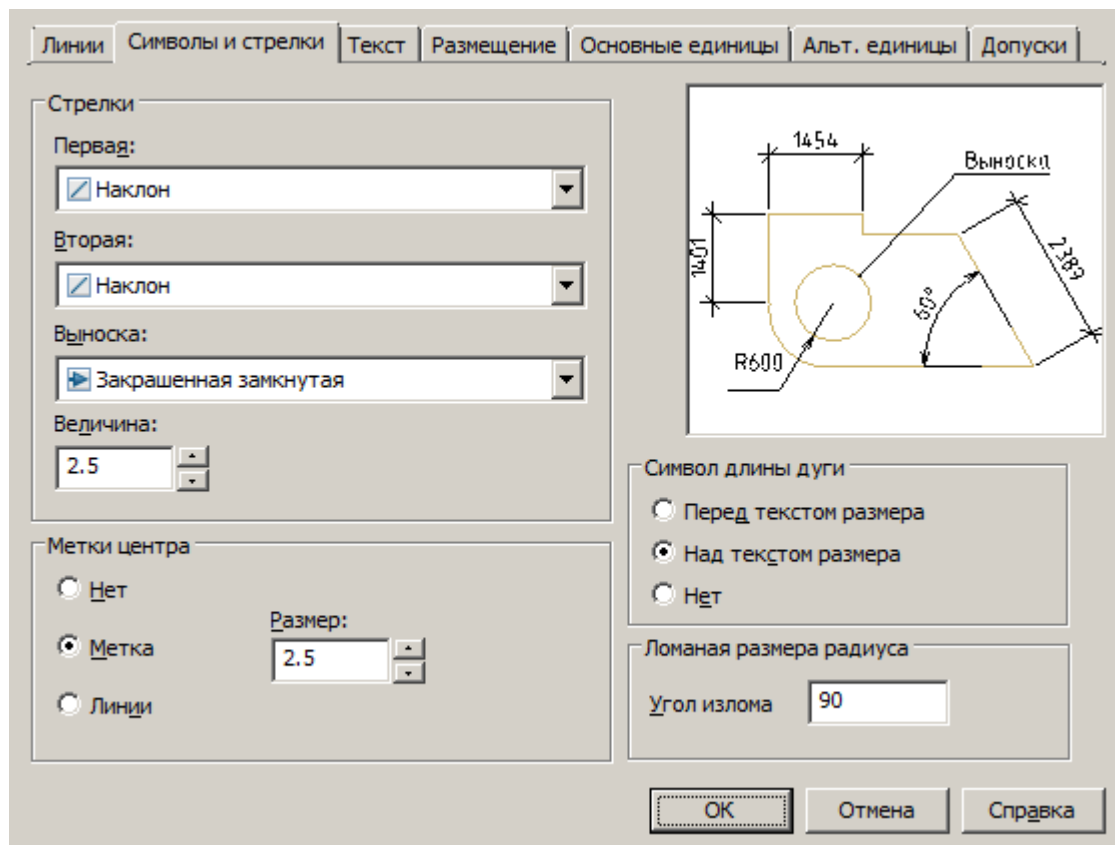 Линии Символы и стрелки Текст Размещение Основные единицы Альт. единицы Допуски
Стрелки
Первая:
Наклон
Вторая:
Наклон
Выноска:
Закрашенная замкнутая
Величина:
2.5
Метки центра
Нет
Метка
Линии
Размер:
2.5
1454
Выноска
1401
2389
60°
R600
Символ длины дуги
Перед текстом размера
Над текстом размера
Нет
Ломаная размера радиуса
Угол излома 90
OK Отмена Справка